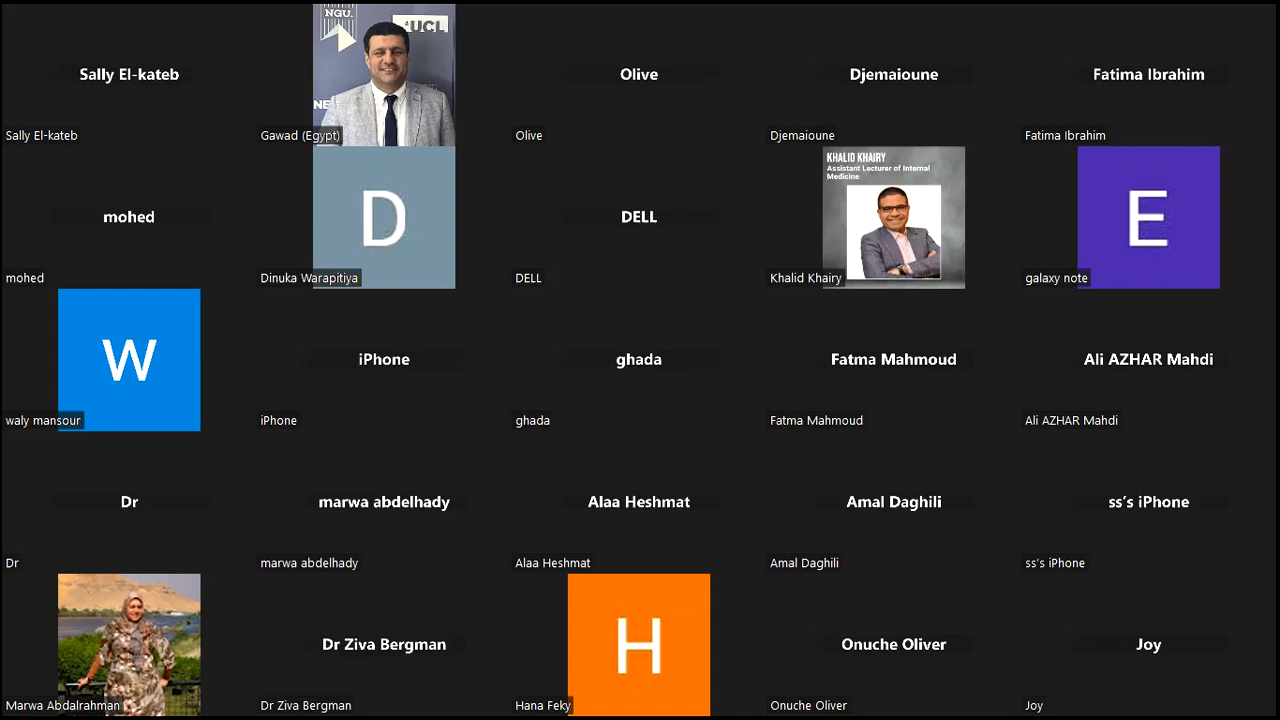 Sally El-kateb
Sally El-kateb
NGU.
UCL
NE
Gawad (Egypt)
Olive
Olive
Djemaioune
Djemaioune
Fatima Ibrahim
Fatima Ibrahim
mohed
mohed
D
Dinuka Warapitiya
DELL
DELL
KHALID KHAIRY
Assistant Lecturer of Internal
Medicine
Khalid Khairy
E
galaxy note
W
waly mansour
iPhone
iPhone
ghada
ghada
Fatma Mahmoud
Fatma Mahmoud
Ali AZHAR Mahdi
Ali AZHAR Mahdi
Dr
Dr
marwa abdelhady
marwa abdelhady
Alaa Heshmat
Alaa Heshmat
Amal Daghili
Amal Daghili
ss's iPhone
ss's iPhone
Marwa Abdalrahman
Dr Ziva Bergman
Dr Ziva Bergman
H
Hana Feky
Onuche Oliver
Onuche Oliver
Joy
Joy